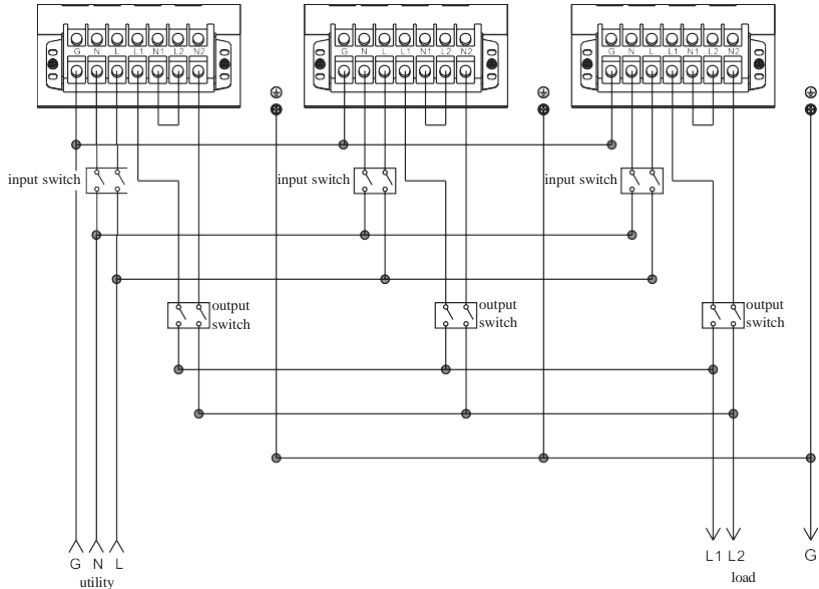 G N L L1 N1 L2 N2
G N L L1 N1 L2 N2
G N L L1 N1 L2 N2
input switch
input switch
input switch
output
switch
output
switch
output
switch
G N L
utility
L1 L2
load
G